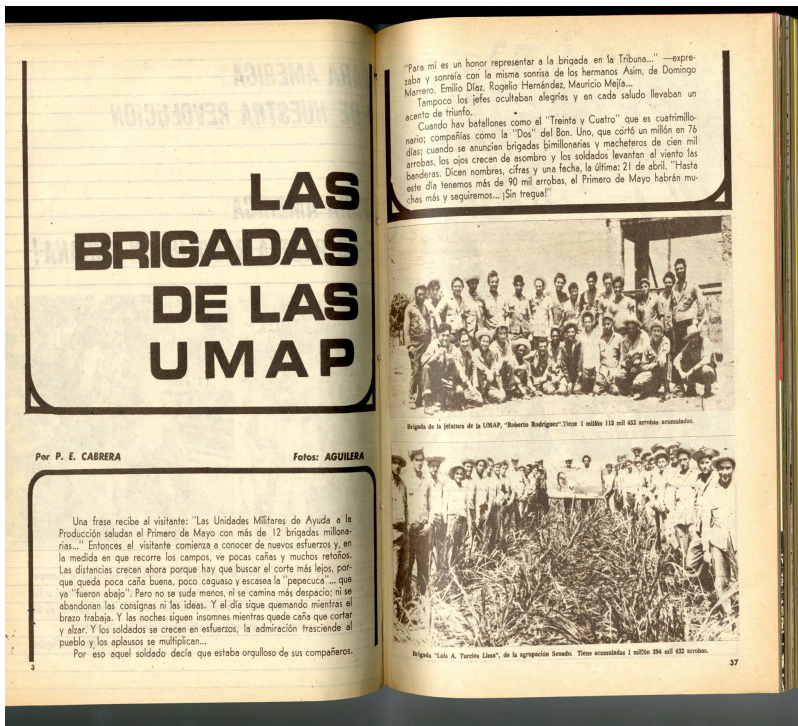 LAS
BRIGADAS
DE LAS
UMAP
Por P. E. CABRERA
Fotos: AGUILERA
Una frase recibe al visitante: "Las Unidades Militares de Ayuda a la
Producción saludan el Primero de Mayo con más de 12 brigadas millona-
rias..." Entonces el visitante comienza a conocer de nuevos esfuerzos y, en
la medida en que recorre los campos, ve pocas cañas y muchos retoños.
Las distancias crecen ahora porque hay que buscar el corte más lejos, por-
que queda poca caña buena, poco caguaso y escasea la "pepecuca"... que
ya "fueron abajo". Pero no se suda menos, ni se camina más despacio; ni se
abandonan las consignas ni las ideas. Y el día sigue quemando mientras el
brazo trabaja. Y las noches siguen insomnes mientras quede caña que cortar
y alzar. Y los soldados se crecen en esfuerzos, la admiración trasciende al
pueblo y los aplausos se multiplican...
Por eso aquel soldado decía que estaba orgulloso de sus compañeros.
3
"Para mí es un honor representar a la brigada en la Tribuna..." —expre-
zaba y sonreía con la misma sonrisa de los hermanos Asim, de Domingo
Marrero, Emilio Díaz, Rogelio Hernández, Mauricio Mejía...
Tampoco los jefes ocultaban alegrías y en cada saludo llevaban un
acento de triunfo.
Cuando hay batallones como el "Treinta y Cuatro" que es cuatrimillo-
nario; compañías como la "Dos" del Bon. Uno, que córtó un millón en 76
días; cuando se anuncian brigadas bimillonarias y macheteros de cien mil
arrobas, los ojos crecen de asombro y los soldados levantan al viento las
banderas. Dicen nombres, cifras y una fecha, la última: 21 de abril. "Hasta
este día tenemos más de 90 mil arrobas, el Primero de Mayo habrán mu-
chas más y seguiremos... ¡Sin tregua!"
Brigada de la jefatura de la UMAP, "Roberto Rodríguez". Tiene 1 millón 113 mil 452 arrobas acumuladas.
Brigada "Luis A. Turcios Lima", de la agrupación Senado. Tiene acumuladas 1 millón 384 mil 432 arrobas.
37